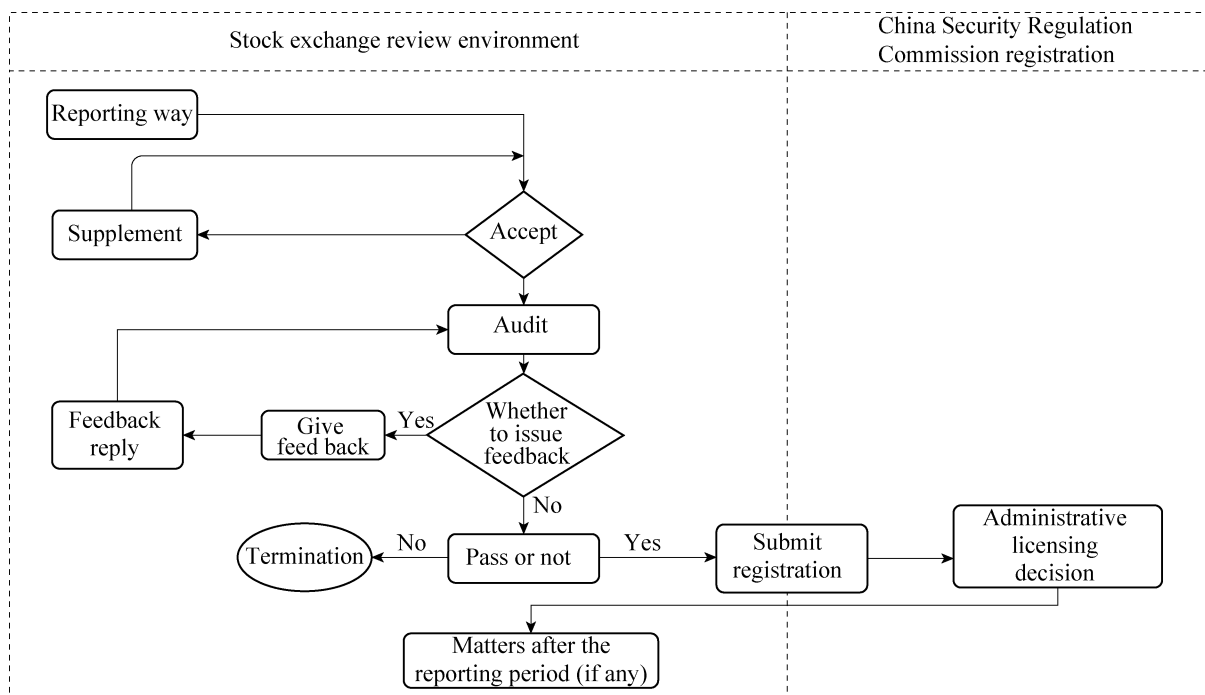 Stock exchange review environment
China Security Regulation
Commission registration
Reporting way
Supplement
Accept
Audit
Feedback
reply
Give
feed back
Yes
Whether
to issue
feedback
No
Termination
No
Pass or not
Yes
Submit
registration
Administrative
licensing
decision
Matters after the
reporting period (if any)